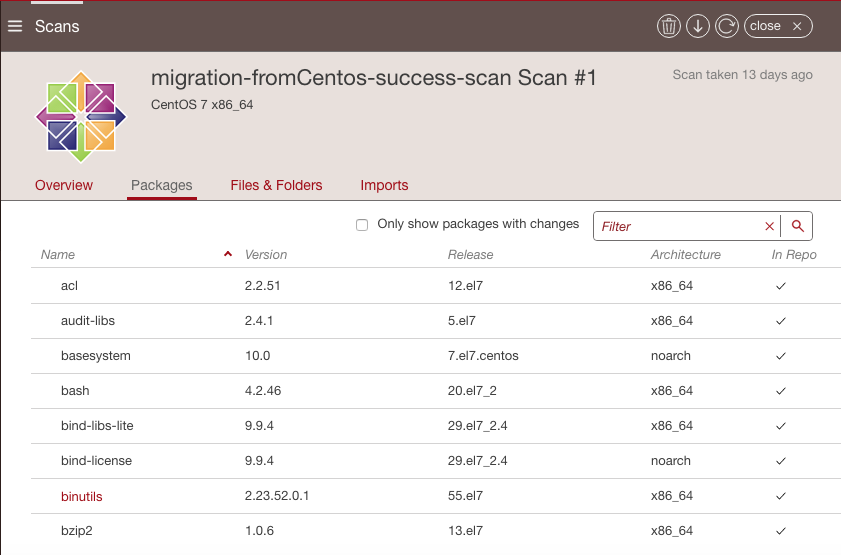 Scans
close
migration-fromCentos-success-scan Scan #1
Scan taken 13 days ago
CentOS 7 x86_64
Overview Packages Files & Folders Imports
Only show packages with changes Filter
Name Version Release Architecture In Repo
acl 2.2.51 12.el7 x86_64
audit-libs 2.4.1 5.el7 x86_64
basesystem 10.0 7.el7.centos noarch
bash 4.2.46 20.el7_2 x86_64
bind-libs-lite 9.9.4 29.el7_2.4 x86_64
bind-license 9.9.4 29.el7_2.4 noarch
binutils 2.23.52.0.1 55.el7 x86_64
bzip2 1.0.6 13.el7 x86_64